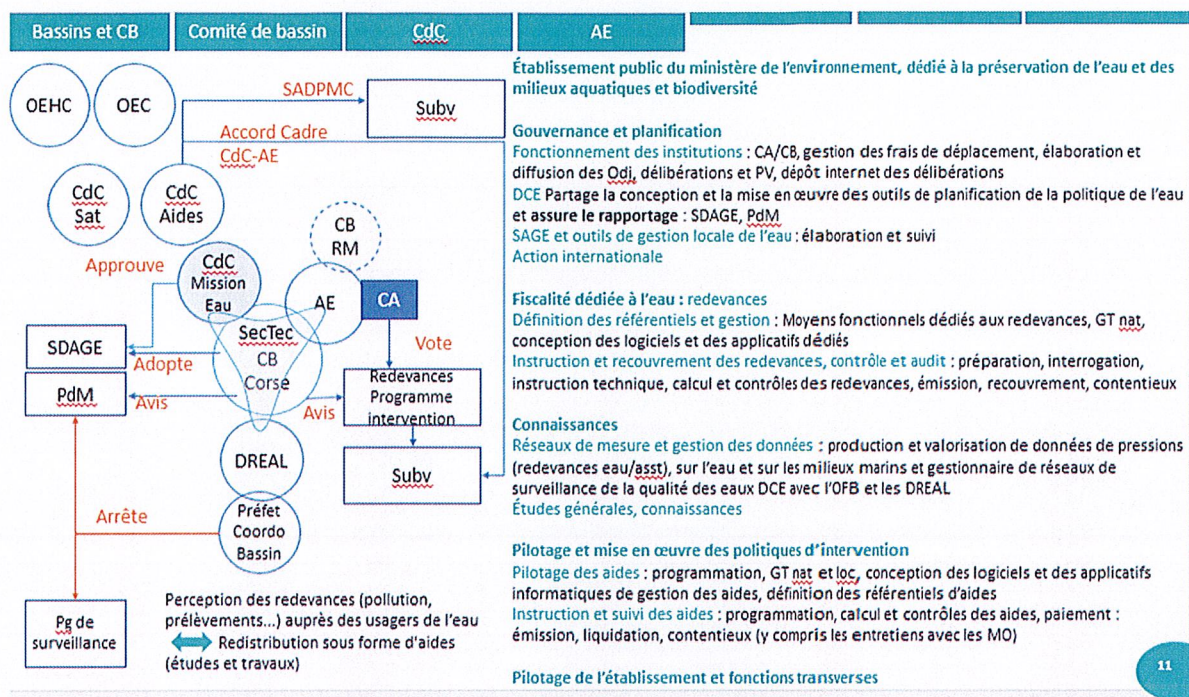 Bassins et CB
Comité de bassin
CdC
AE
OEHC
OEC
SADPMC
Subv
Accord Cadre
CdC-AE
CdC
Sat
CdC
Aides
CB
RM
Approuve
CdC
Mission
Eau
AE
CA
SDAGE
Adopte
SecTec
CB
Corse
Vote
PdM
Avis
Avis
Redevances
Programme
intervention
DREAL
Subv
Arrête
Préfet
Coordo
Bassin
Pg de
surveillance
Perception des redevances (pollution,
prélèvements...) auprès des usagers de l'eau
Redistribution sous forme d'aides
(études et travaux)
Établissement public du ministère de l'environnement, dédié à la préservation de l'eau et des
milieux aquatiques et biodiversité
Gouvernance et planification
Fonctionnement des institutions : CA/CB, gestion des frais de déplacement, élaboration et
diffusion des Odj, délibérations et PV, dépôt internet des délibérations
DCE Partage la conception et la mise en œuvre des outils de planification de la politique de l'eau
et assure le rapportage : SDAGE, PdM
SAGE et outils de gestion locale de l'eau : élaboration et suivi
Action internationale
Fiscalité dédiée à l'eau : redevances
Définition des référentiels et gestion : Moyens fonctionnels dédiés aux redevances, GT nat,
conception des logiciels et des applicatifs dédiés
Instruction et recouvrement des redevances, contrôle et audit : préparation, interrogation,
instruction technique, calcul et contrôles des redevances, émission, recouvrement, contentieux
Connaissances
Réseaux de mesure et gestion des données : production et valorisation de données de pressions
(redevances eau/asst), sur l'eau et sur les milieux marins et gestionnaire de réseaux de
surveillance de la qualité des eaux DCE avec l'OFB et les DREAL
Études générales, connaissances
Pilotage et mise en œuvre des politiques d'intervention
Pilotage des aides : programmation, GT nat et loc, conception des logiciels et des applicatifs
informatiques de gestion des aides, définition des référentiels d'aides
Instruction et suivi des aides : programmation, calcul et contrôles des aides, paiement :
émission, liquidation, contentieux (y compris les entretiens avec les MO)
Pilotage de l'établissement et fonctions transverses
11